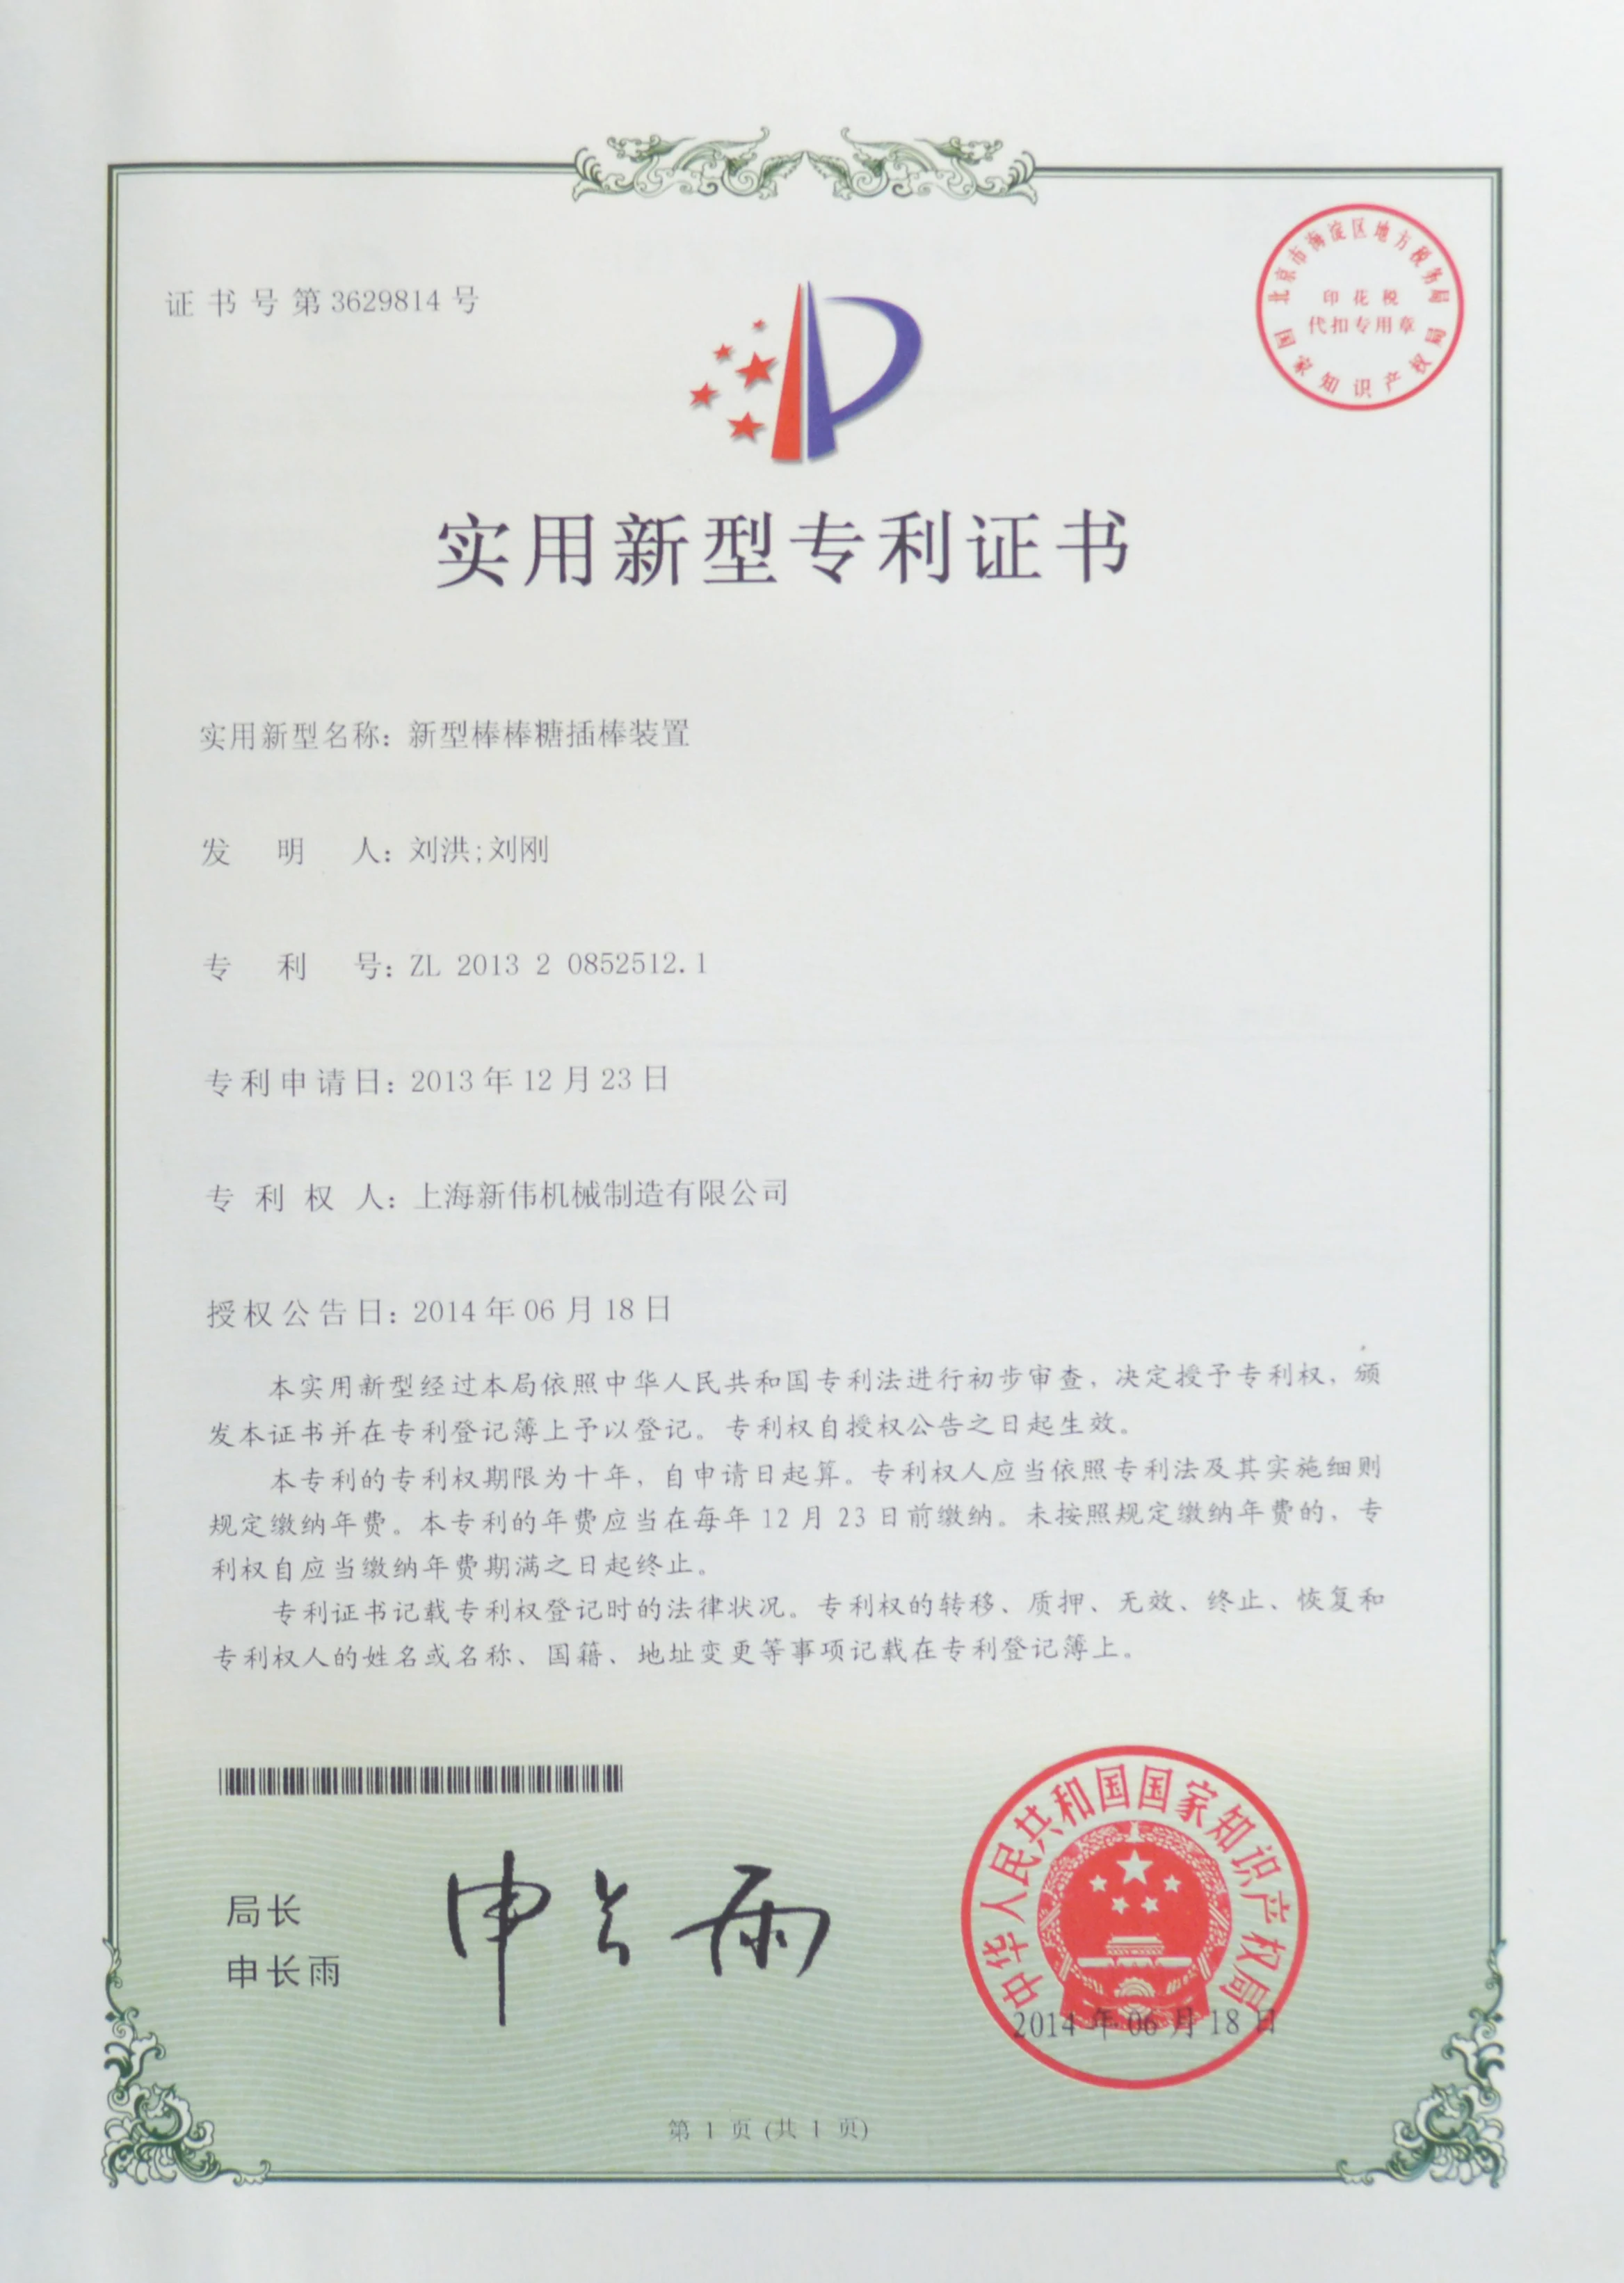 证书号第3629814号
北京市海淀区地方税务局
印花税
代扣专用章
国家知识产权局
实用新型专利证书
实用新型名称：新型棒棒糖插棒装置
发明人：刘洪;刘刚
专利号：ZL 2013 2 0852512.1
专利申请日：2013年12月23日
专利权人：上海新伟机械制造有限公司
授权公告日：2014年06月18日
本实用新型经过本局依照中华人民共和国专利法进行初步审查，决定授予专利权，颁
发本证书并在专利登记簿上予以登记。专利权自授权公告之日起生效。
本专利的专利权期限为十年，自申请日起算。专利权人应当依照专利法及其实施细则
规定缴纳年费。本专利的年费应当在每年12月23日前缴纳。未按照规定缴纳年费的，专
利权自应当缴纳年费期满之日起终止。
专利证书记载专利权登记时的法律状况。专利权的转移、质押、无效、终止、恢复和
专利权人的姓名或名称、国籍、地址变更等事项记载在专利登记簿上。
局长
申长雨
申长雨
中华人民共和国国家知识产权局
2014年06月18日
第 1 页 (共 1 页)